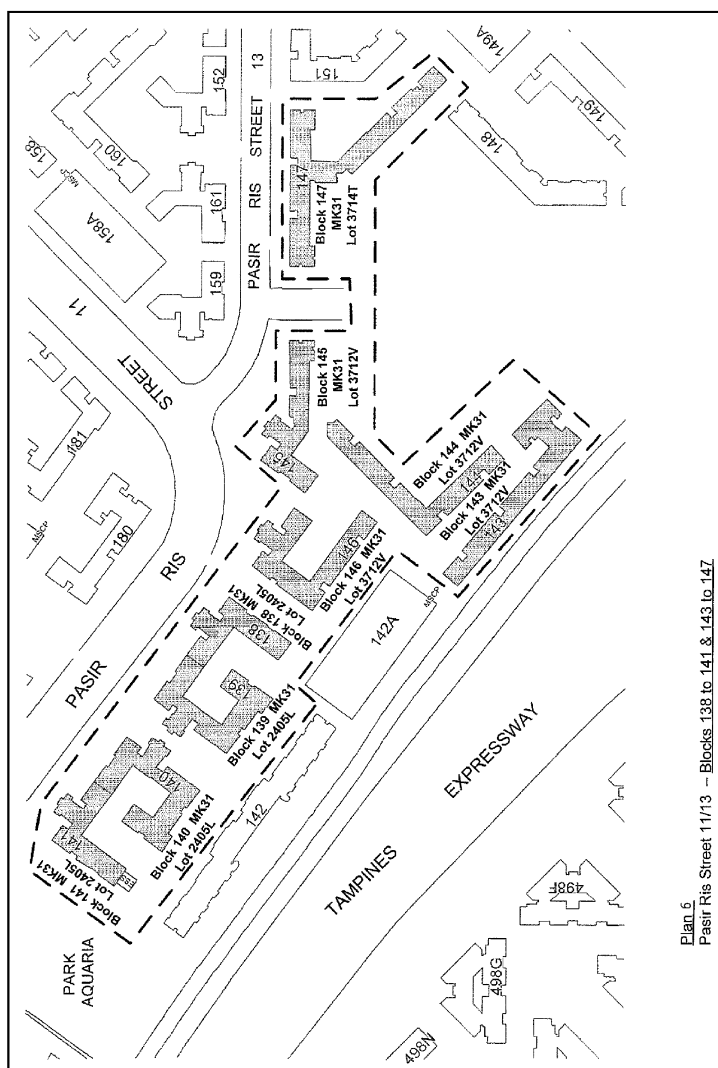 158
MSCP
158A
160
152
161
159
PASIR RIS STREET 13
151
149A
149
148
147
Block 147
MK31
Lot 3714T
STREET 11
181
180
MSCP
PASIR RIS
145
Block 145
MK31
Lot 3712V
Block 144 MK31
Lot 3712V
144
Block 143 MK31
Lot 3712V
143
146
Block 146 MK31
Lot 3712V
138
Block 138 MK31
Lot 2405L
139
Block 139 MK31
Lot 2405L
140
Block 140 MK31
Lot 2405L
141
ESS
Block 141 MK31
Lot 2405L
142
142A
MSCP
PARK
AQUARIA
TAMPINES EXPRESSWAY
498F
498G
498N
Plan 6
Pasir Ris Street 11/13 – Blocks 138 to 141 & 143 to 147